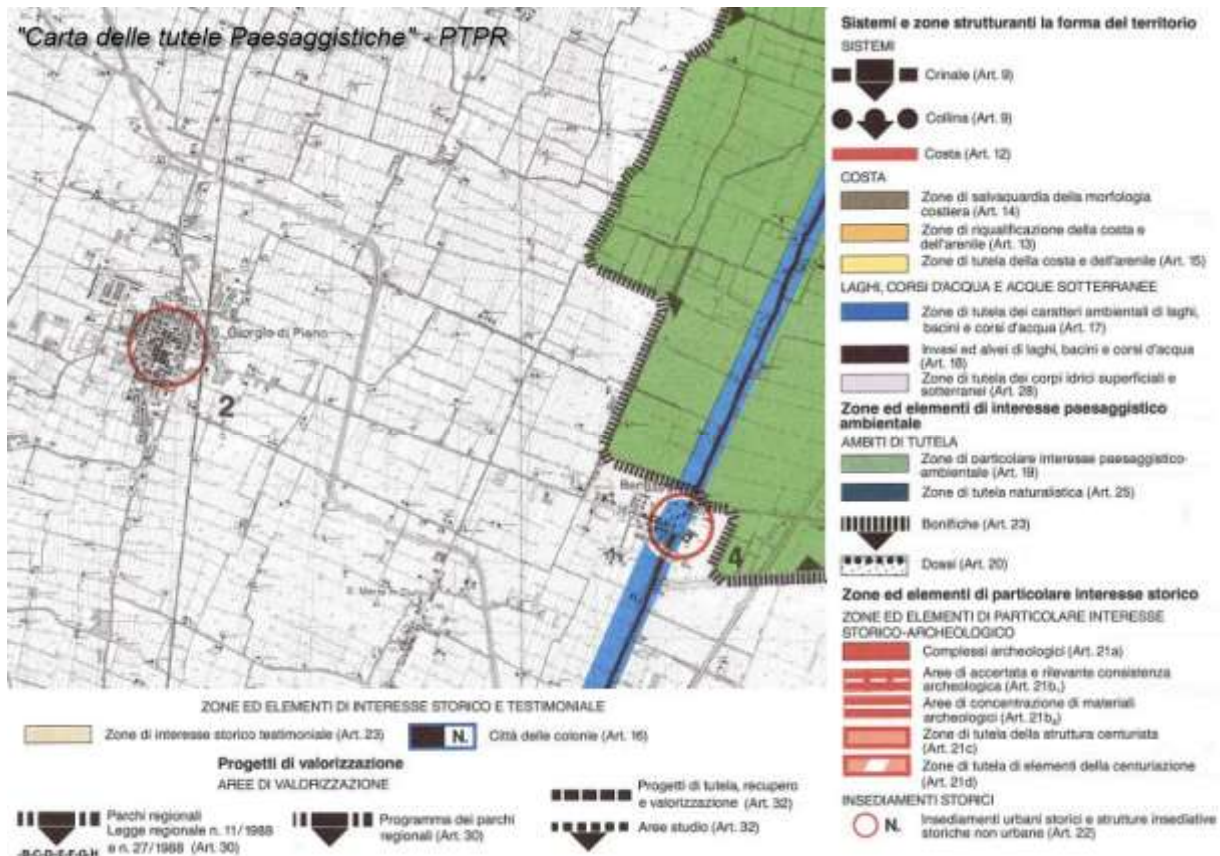 "Carta delle tutele Paesaggistiche" - PTPR
Giorgio di Piano
2
4
Sistemi e zone strutturanti la forma del territorio
SISTEMI
Crinale (Art. 9)
Collina (Art. 9)
Costa (Art. 12)
COSTA
Zone di salvaguardia della morfologia
costiera (Art. 14)
Zone di riqualificazione della costa e
dell'arenile (Art. 13)
Zone di tutela della costa e dell'arenile (Art. 15)
LAGHI, CORSI D'ACQUA E ACQUE SOTTERRANEE
Zone di tutela dei caratteri ambientali di laghi,
bacini e corsi d'acqua (Art. 17)
Invasi ed alvei di laghi, bacini e corsi d'acqua
(Art. 18)
Zone di tutela dei corpi idrici superficiali e
sotterranei (Art. 28)
Zone ed elementi di interesse paesaggistico
ambientale
AMBITI DI TUTELA
Zone di particolare interesse paesaggistico-
ambientale (Art. 19)
Zone di tutela naturalistica (Art. 25)
Bonifiche (Art. 23)
Dossi (Art. 20)
Zone ed elementi di particolare interesse storico
ZONE ED ELEMENTI DI PARTICOLARE INTERESSE
STORICO-ARCHEOLOGICO
Complessi archeologici (Art. 21a)
Aree di accertata e rilevante consistenza
archeologica (Art. 21b₁)
Aree di concentrazione di materiali
archeologici (Art. 21b₂)
Zone di tutela della struttura centuriata
(Art. 21c)
Zone di tutela di elementi della centuriazione
(Art. 21d)
INSEDIAMENTI STORICI
N. Insediamenti urbani storici e strutture insediative
storiche non urbane (Art. 22)
ZONE ED ELEMENTI DI INTERESSE STORICO E TESTIMONIALE
Zone di interesse storico testimoniale (Art. 23)
N. Città delle colonie (Art. 16)
Progetti di valorizzazione
AREE DI VALORIZZAZIONE
Parchi regionali
Legge regionale n. 11/1988
e n. 27/1988 (Art. 30)
Programma dei parchi
regionali (Art. 30)
Progetti di tutela, recupero
e valorizzazione (Art. 32)
Aree studio (Art. 32)